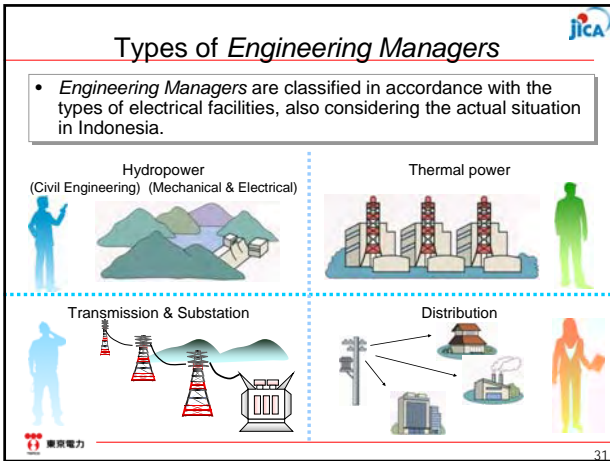 jICA
Types of Engineering Managers
• Engineering Managers are classified in accordance with the
types of electrical facilities, also considering the actual situation
in Indonesia.
Hydropower
(Civil Engineering) (Mechanical & Electrical)
Thermal power
Transmission & Substation
Distribution
東京電力
31